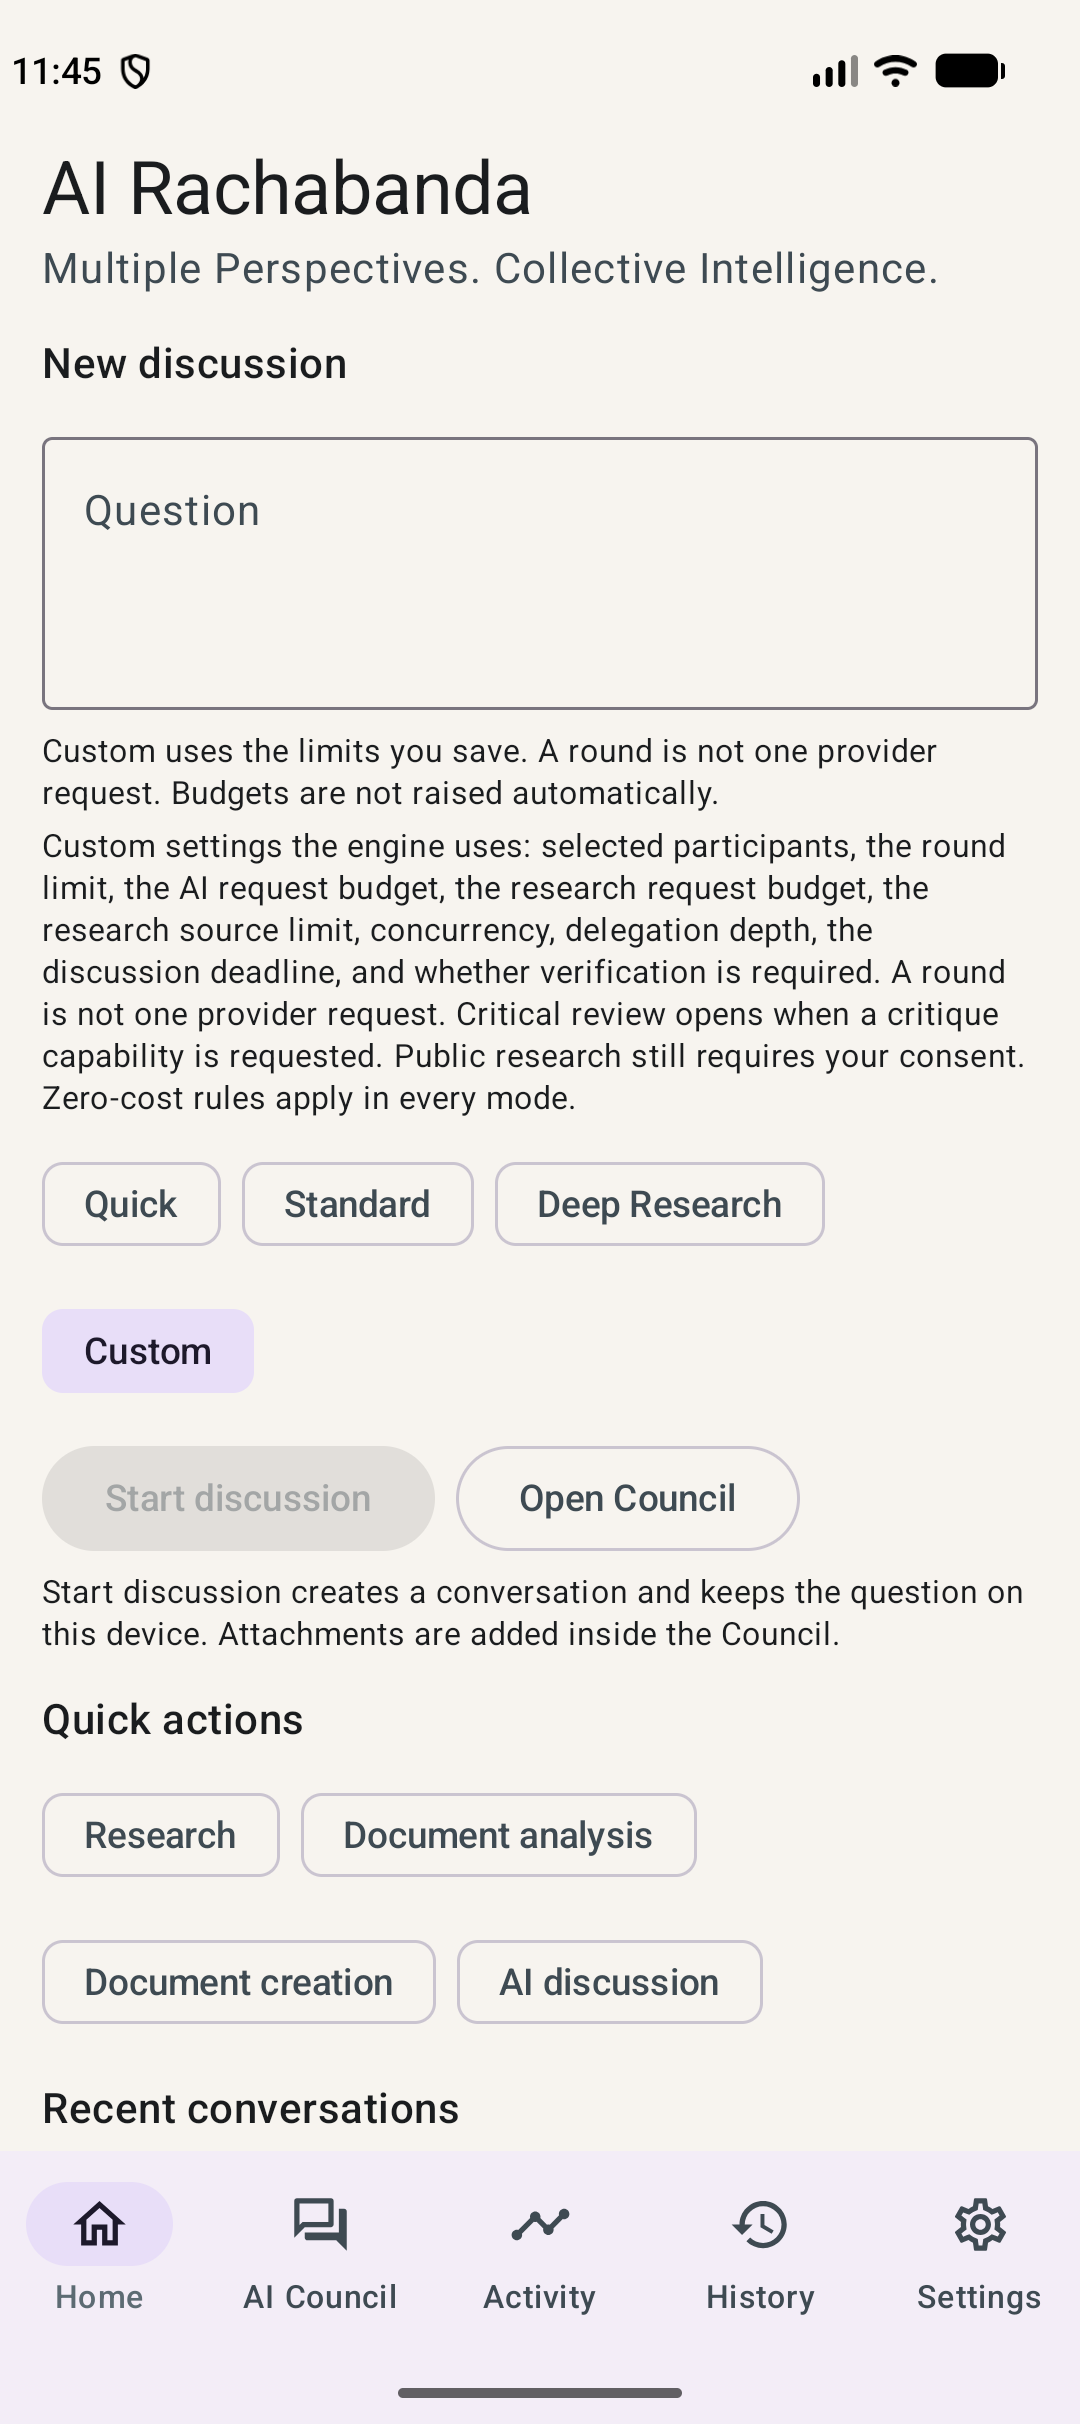 11:45
AI Rachabanda
Multiple Perspectives. Collective Intelligence.
New discussion
Question
Custom uses the limits you save. A round is not one provider
request. Budgets are not raised automatically.
Custom settings the engine uses: selected participants, the round
limit, the AI request budget, the research request budget, the
research source limit, concurrency, delegation depth, the
discussion deadline, and whether verification is required. A round
is not one provider request. Critical review opens when a critique
capability is requested. Public research still requires your consent.
Zero-cost rules apply in every mode.
Quick Standard Deep Research
Custom
Start discussion Open Council
Start discussion creates a conversation and keeps the question on
this device. Attachments are added inside the Council.
Quick actions
Research Document analysis
Document creation AI discussion
Recent conversations
Home AI Council Activity History Settings